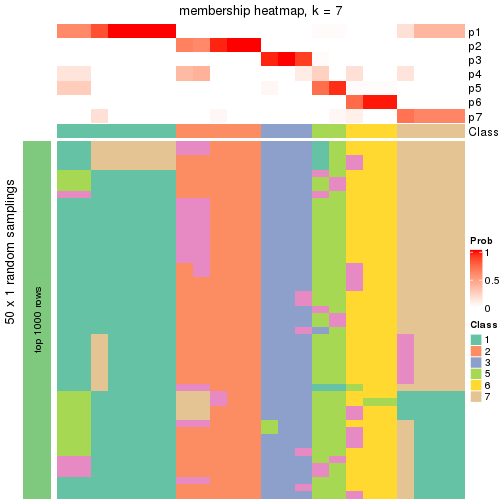 membership heatmap, k = 7
p1
p2
p3
p4
p5
p6
p7
Class
50 x 1 random samplings
top 1000 rows
Prob
1
0.5
0
Class
1
2
3
5
6
7